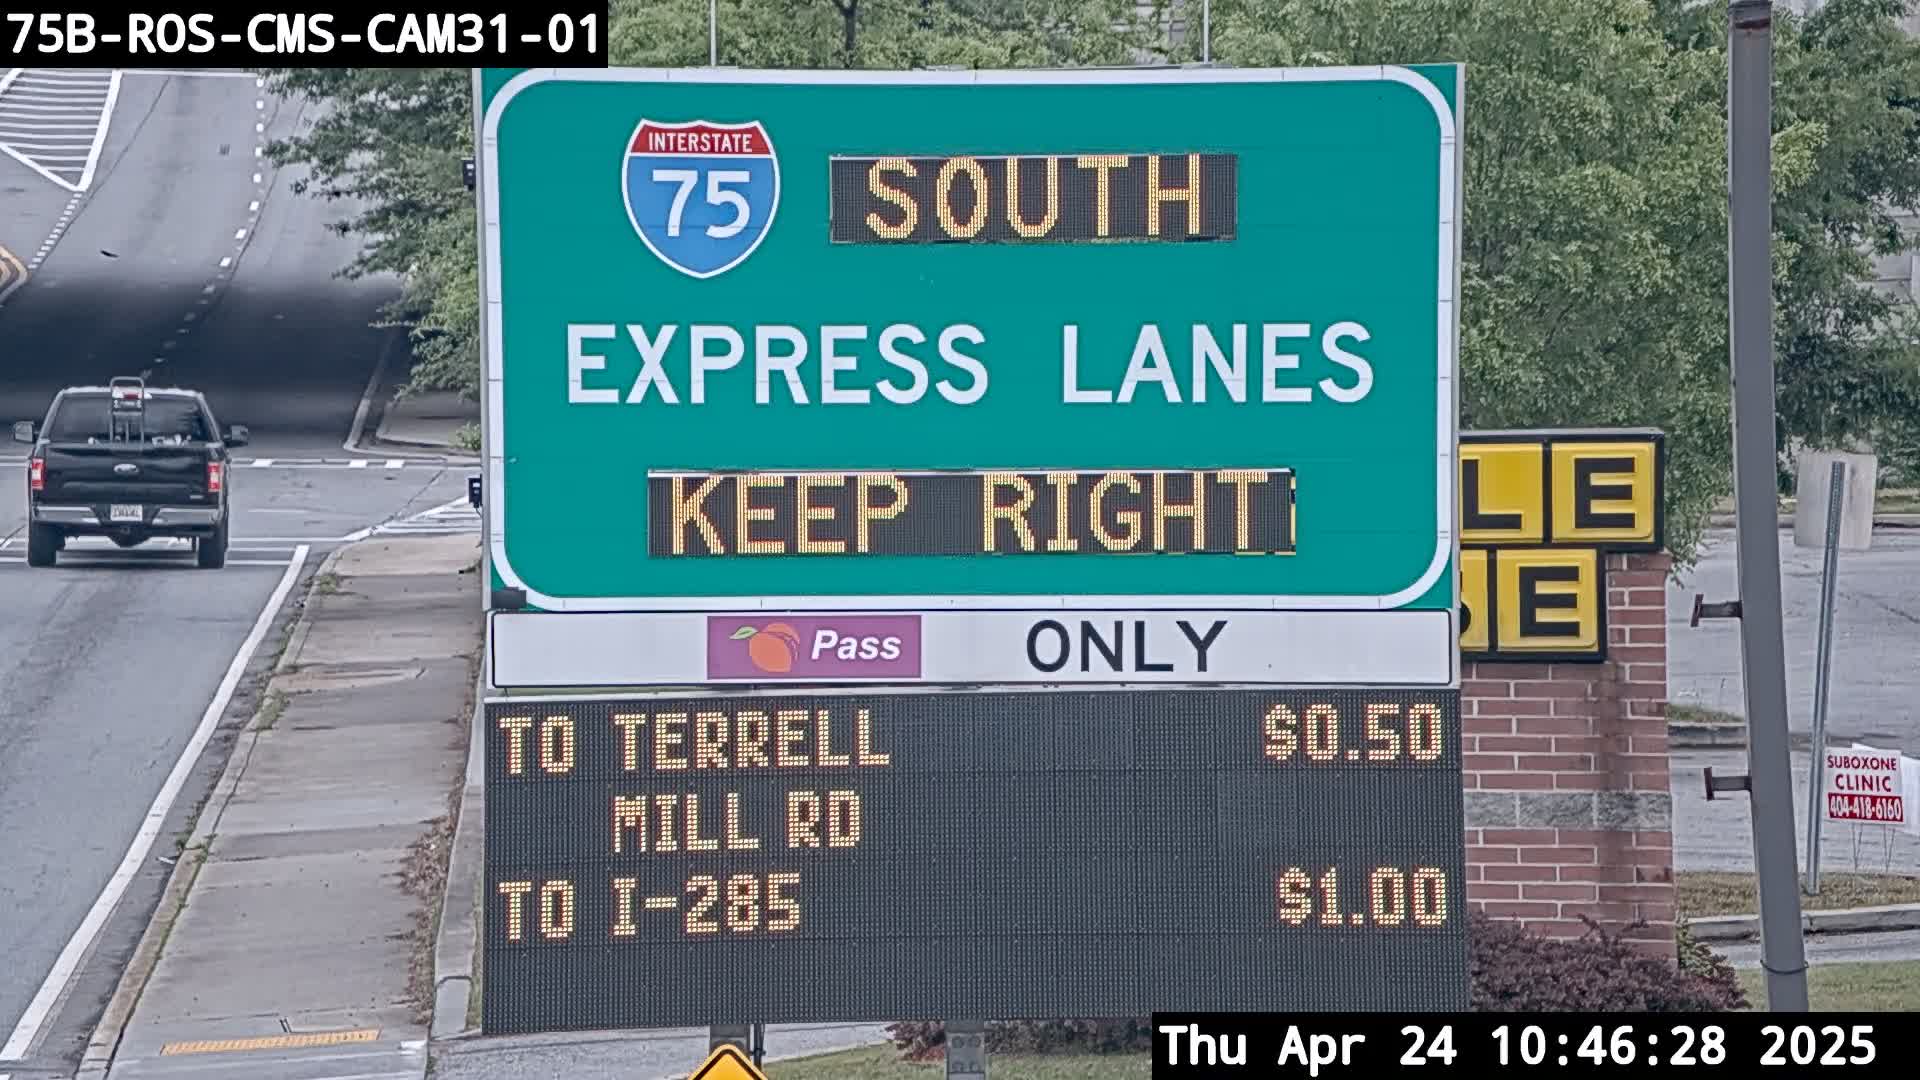 75B-ROS-CMS-CAM31-01
INTERSTATE
75
SOUTH
EXPRESS LANES
KEEP RIGHT
Pass ONLY
TO TERRELL $0.50
MILL RD
TO I-285 $1.00
LE
E
SUBOXONE
CLINIC
404-418-6160
Thu Apr 24 10:46:28 2025